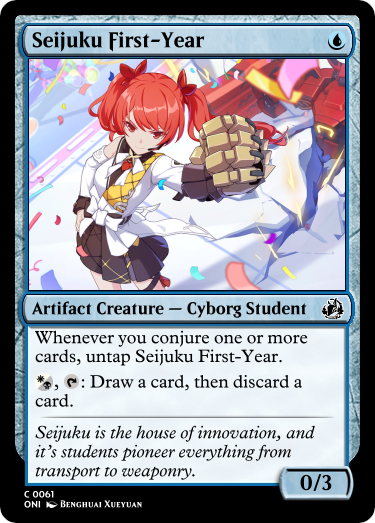 Seijuku First-Year
Artifact Creature — Cyborg Student
Whenever you conjure one or more
cards, untap Seijuku First-Year.
, : Draw a card, then discard a
card.
Seijuku is the house of innovation, and
it's students pioneer everything from
transport to weaponry.
0/3
C 0061
ONI Benghuai Xueyuan